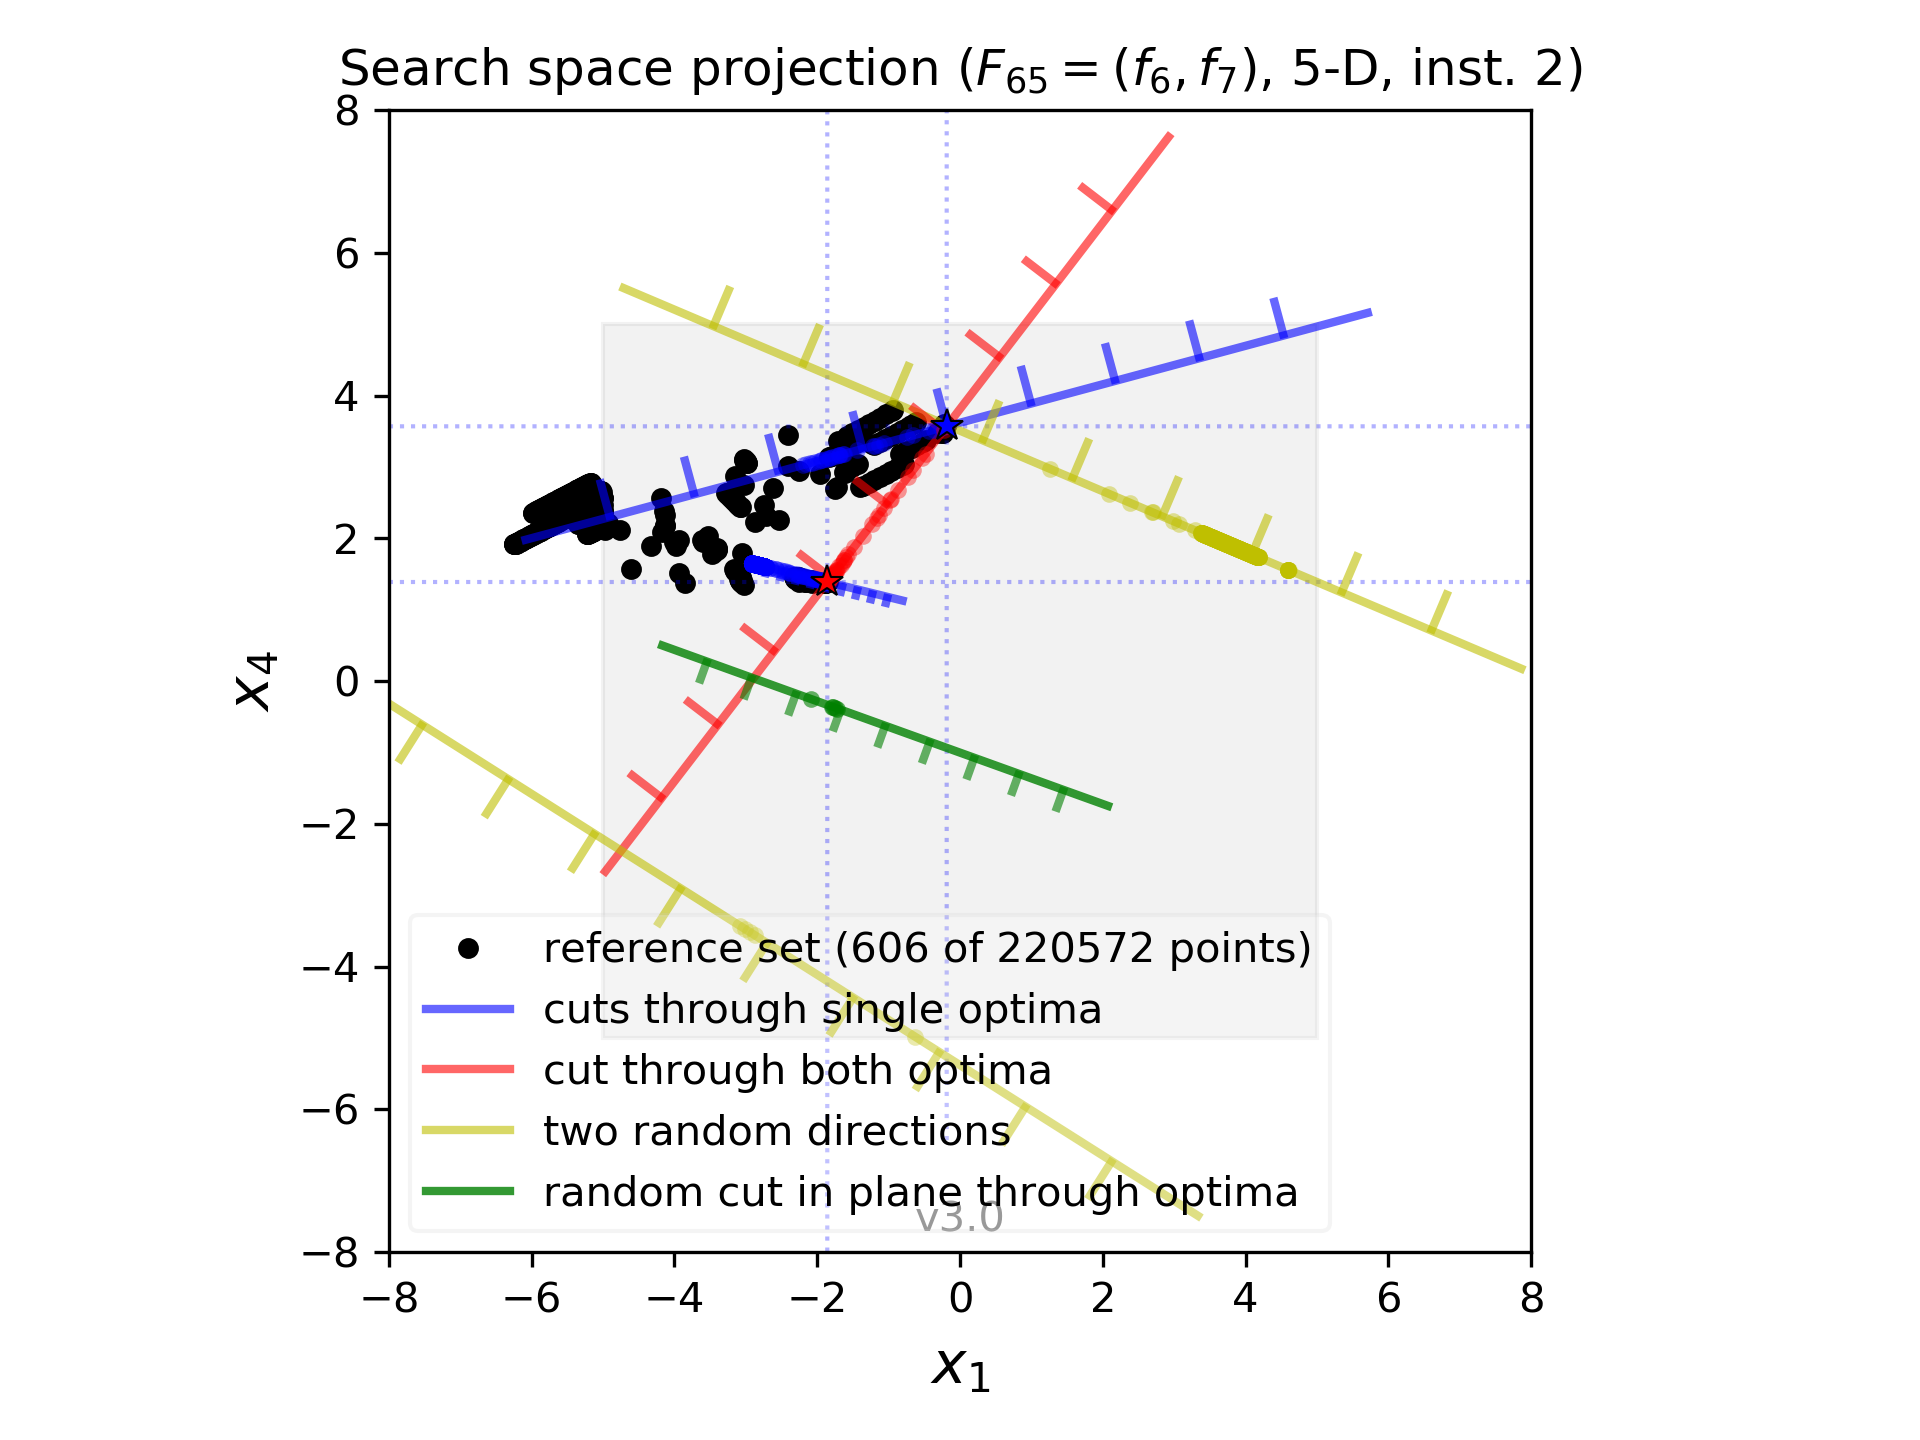 Search space projection (F₆₅ = (f₆, f₇), 5-D, inst. 2)
8
6
4
2
0
−2
−4
−6
−8
x₄
reference set (606 of 220572 points)
cuts through single optima
cut through both optima
two random directions
random cut in plane through optima
v3.0
−8 −6 −4 −2 0 2 4 6 8
x₁